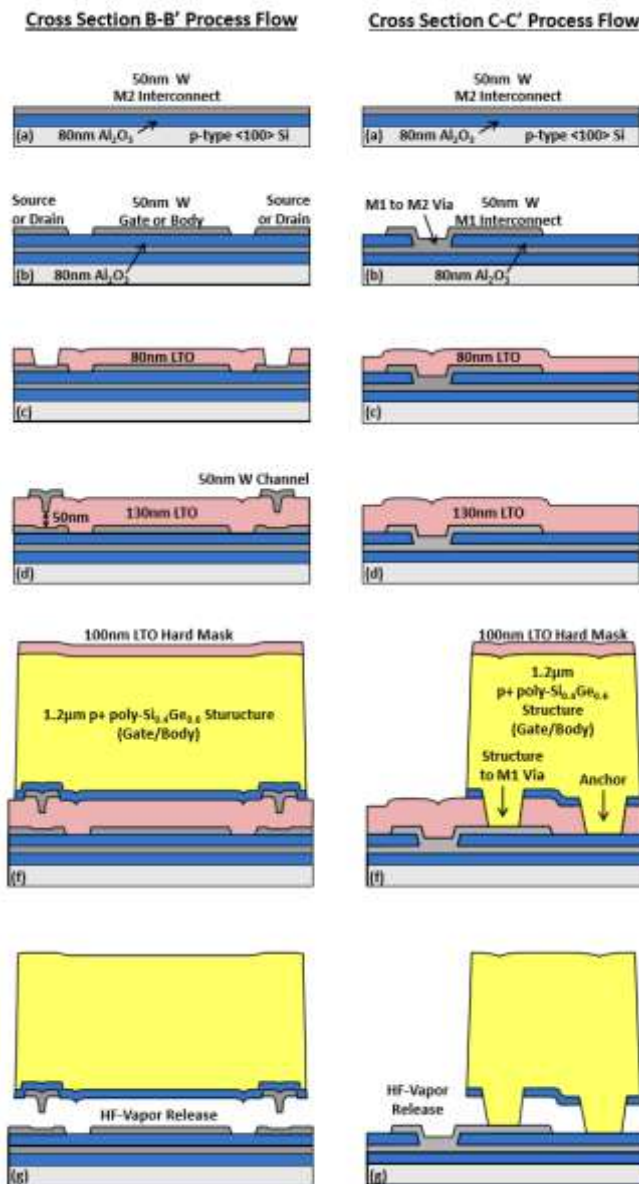 Cross Section B-B' Process Flow
50nm W
M2 Interconnect
(a) 80nm Al₂O₃ p-type <100> Si
Source
or Drain
50nm W
Gate or Body
Source
or Drain
(b) 80nm Al₂O₃
80nm LTO
(c)
50nm W Channel
50nm
130nm LTO
(d)
100nm LTO Hard Mask
1.2μm p+ poly-Si₀.₄Ge₀.₆ Sturucture
(Gate/Body)
(f)
HF-Vapor Release
(g)
Cross Section C-C' Process Flow
50nm W
M2 Interconnect
(a) 80nm Al₂O₃ p-type <100> Si
M1 to M2 Via
50nm W
M1 Interconnect
(b) 80nm Al₂O₃
80nm LTO
(c)
130nm LTO
(d)
100nm LTO Hard Mask
1.2μm
p+ poly-Si₀.₄Ge₀.₆
Structure
(Gate/Body)
Structure
to M1 Via
Anchor
(f)
HF-Vapor
Release
(g)